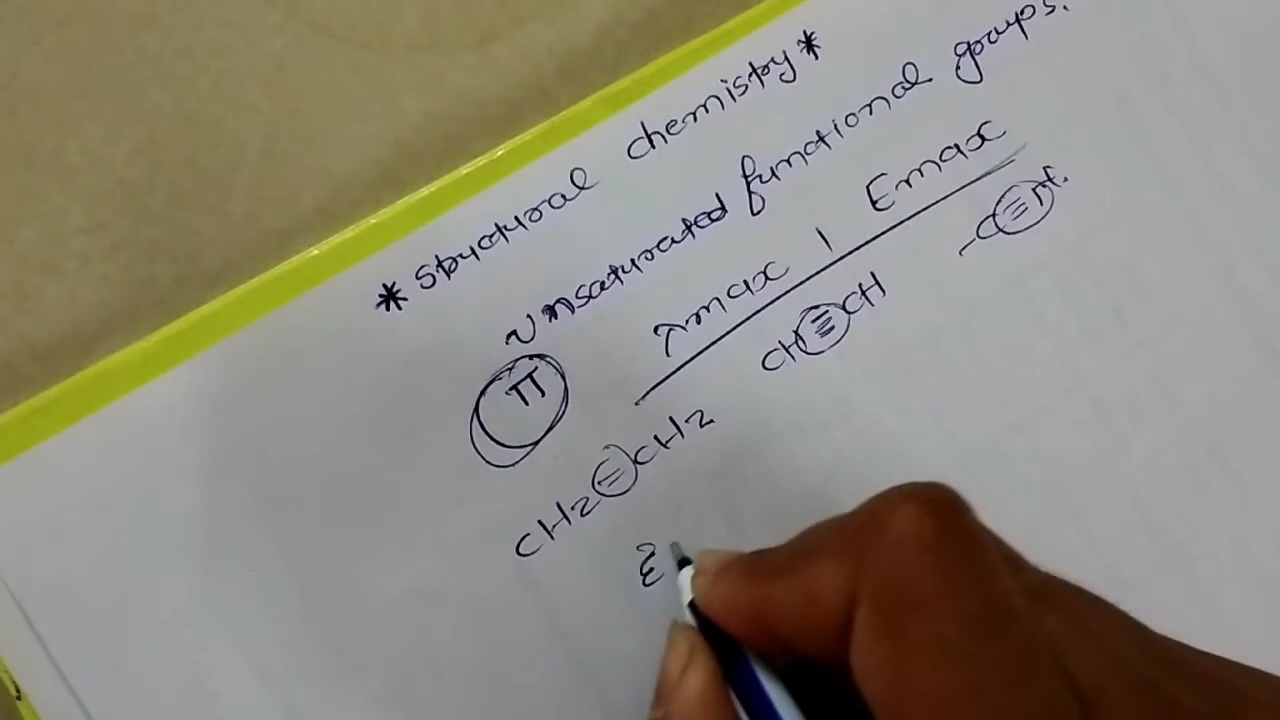 * Structural chemistry *
Unsaturated functional groups.
π λmax | Emax
CH2=CH2 CH≡CH -C≡N.
Ɛ